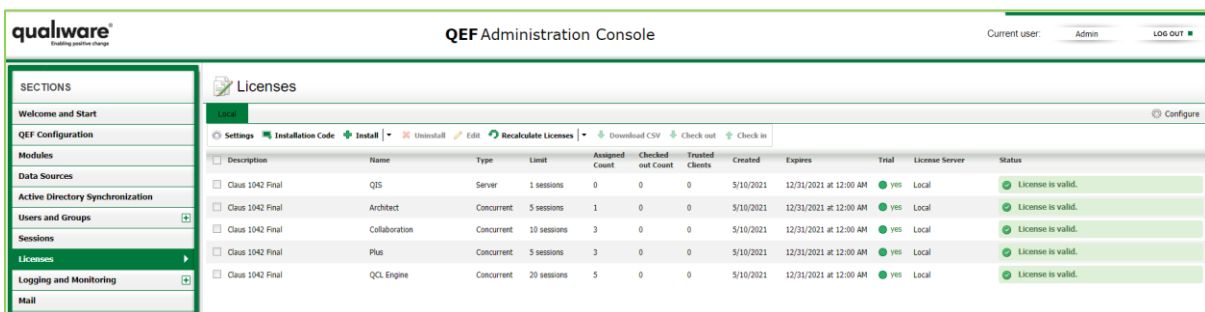 qualiware®
Enabling positive change
QEF Administration Console
Current user: Admin LOG OUT
SECTIONS
Welcome and Start
QEF Configuration
Modules
Data Sources
Active Directory Synchronization
Users and Groups
Sessions
Licenses
Logging and Monitoring
Mail
Licenses
Local Configure
Settings Installation Code Install Uninstall Edit Recalculate Licenses Download CSV Check out Check in
Description Name Type Limit Assigned Count Checked out Count Trusted Clients Created Expires Trial License Server Status
Claus 1042 Final QIS Server 1 sessions 0 0 0 5/10/2021 12/31/2021 at 12:00 AM yes Local License is valid.
Claus 1042 Final Architect Concurrent 5 sessions 1 0 0 5/10/2021 12/31/2021 at 12:00 AM yes Local License is valid.
Claus 1042 Final Collaboration Concurrent 10 sessions 3 0 0 5/10/2021 12/31/2021 at 12:00 AM yes Local License is valid.
Claus 1042 Final Plus Concurrent 5 sessions 3 0 0 5/10/2021 12/31/2021 at 12:00 AM yes Local License is valid.
Claus 1042 Final QCL Engine Concurrent 20 sessions 5 0 0 5/10/2021 12/31/2021 at 12:00 AM yes Local License is valid.